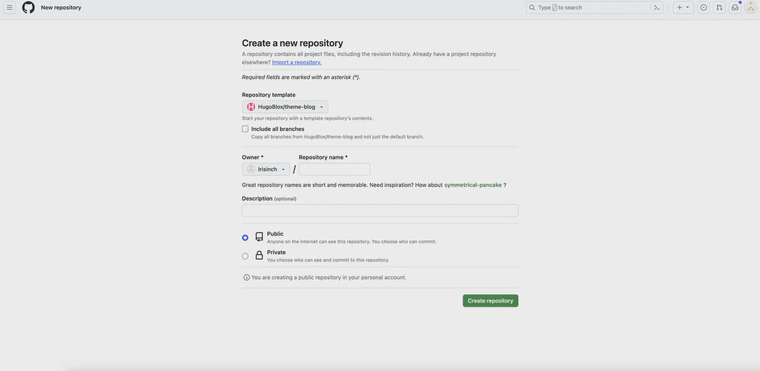 New repository
Type / to search
Create a new repository
A repository contains all project files, including the revision history. Already have a project repository
elsewhere? Import a repository.
Required fields are marked with an asterisk (*).
Repository template
HugoBlox/theme-blog
Start your repository with a template repository's contents.
Include all branches
Copy all branches from HugoBlox/theme-blog and not just the default branch.
Owner * Repository name *
Irisinch /
Great repository names are short and memorable. Need inspiration? How about symmetrical-pancake ?
Description (optional)
Public
Anyone on the internet can see this repository. You choose who can commit.
Private
You choose who can see and commit to this repository.
You are creating a public repository in your personal account.
Create repository